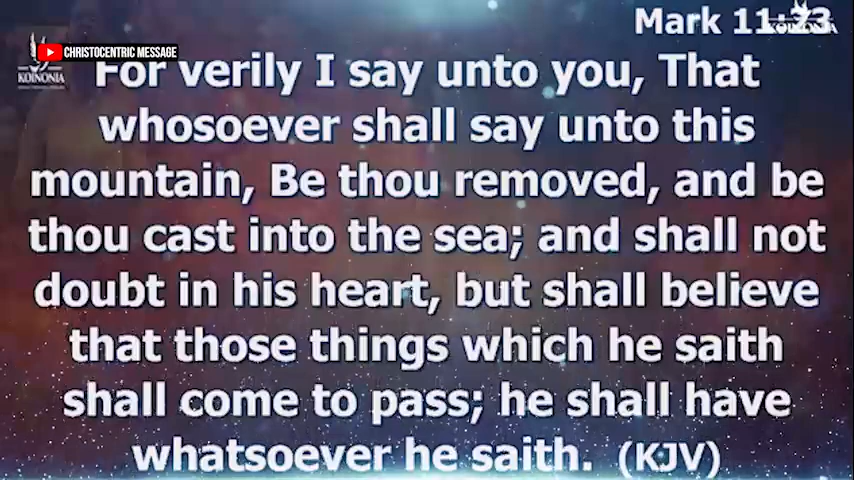 Mark 11:23
KOINONIA
CHRISTOCENTRIC MESSAGE
KOINONIA
For verily I say unto you, That
whosoever shall say unto this
mountain, Be thou removed, and be
thou cast into the sea; and shall not
doubt in his heart, but shall believe
that those things which he saith
shall come to pass; he shall have
whatsoever he saith. (KJV)